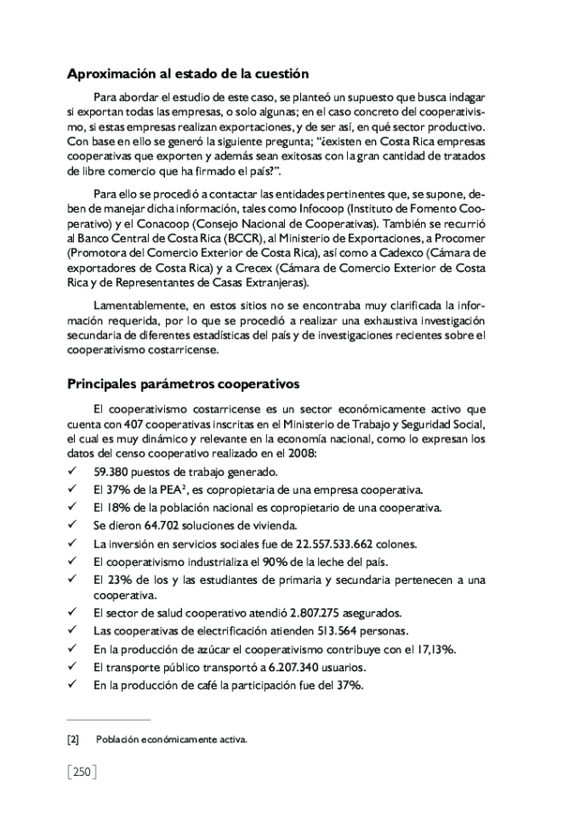 Aproximación al estado de la cuestión
Para abordar el estudio de este caso, se planteó un supuesto que busca indagar
si exportan todas las empresas, o solo algunas; en el caso concreto del cooperativis-
mo, si estas empresas realizan exportaciones, y de ser así, en qué sector productivo.
Con base en ello se generó la siguiente pregunta; “¿existen en Costa Rica empresas
cooperativas que exporten y además sean exitosas con la gran cantidad de tratados
de libre comercio que ha firmado el país?”.
Para ello se procedió a contactar las entidades pertinentes que, se supone, de-
ben de manejar dicha información, tales como Infocoop (Instituto de Fomento Coo-
perativo) y el Conacoop (Consejo Nacional de Cooperativas). También se recurrió
al Banco Central de Costa Rica (BCCR), al Ministerio de Exportaciones, a Procomer
(Promotora del Comercio Exterior de Costa Rica), así como a Cadexco (Cámara de
exportadores de Costa Rica) y a Crecex (Cámara de Comercio Exterior de Costa
Rica y de Representantes de Casas Extranjeras).
Lamentablemente, en estos sitios no se encontraba muy clarificada la infor-
mación requerida, por lo que se procedió a realizar una exhaustiva investigación
secundaria de diferentes estadísticas del país y de investigaciones recientes sobre el
cooperativismo costarricense.
Principales parámetros cooperativos
El cooperativismo costarricense es un sector económicamente activo que
cuenta con 407 cooperativas inscritas en el Ministerio de Trabajo y Seguridad Social,
el cual es muy dinámico y relevante en la economía nacional, como lo expresan los
datos del censo cooperativo realizado en el 2008:
✓ 59.380 puestos de trabajo generado.
✓ El 37% de la PEA², es copropietaria de una empresa cooperativa.
✓ El 18% de la población nacional es copropietario de una cooperativa.
✓ Se dieron 64.702 soluciones de vivienda.
✓ La inversión en servicios sociales fue de 22.557.533.662 colones.
✓ El cooperativismo industrializa el 90% de la leche del país.
✓ El 23% de los y las estudiantes de primaria y secundaria pertenecen a una
cooperativa.
✓ El sector de salud cooperativo atendió 2.807.275 asegurados.
✓ Las cooperativas de electrificación atienden 513.564 personas.
✓ En la producción de azúcar el cooperativismo contribuye con el 17,13%.
✓ El transporte público transportó a 6.207.340 usuarios.
✓ En la producción de café la participación fue del 37%.
[2] Población económicamente activa.
[250]